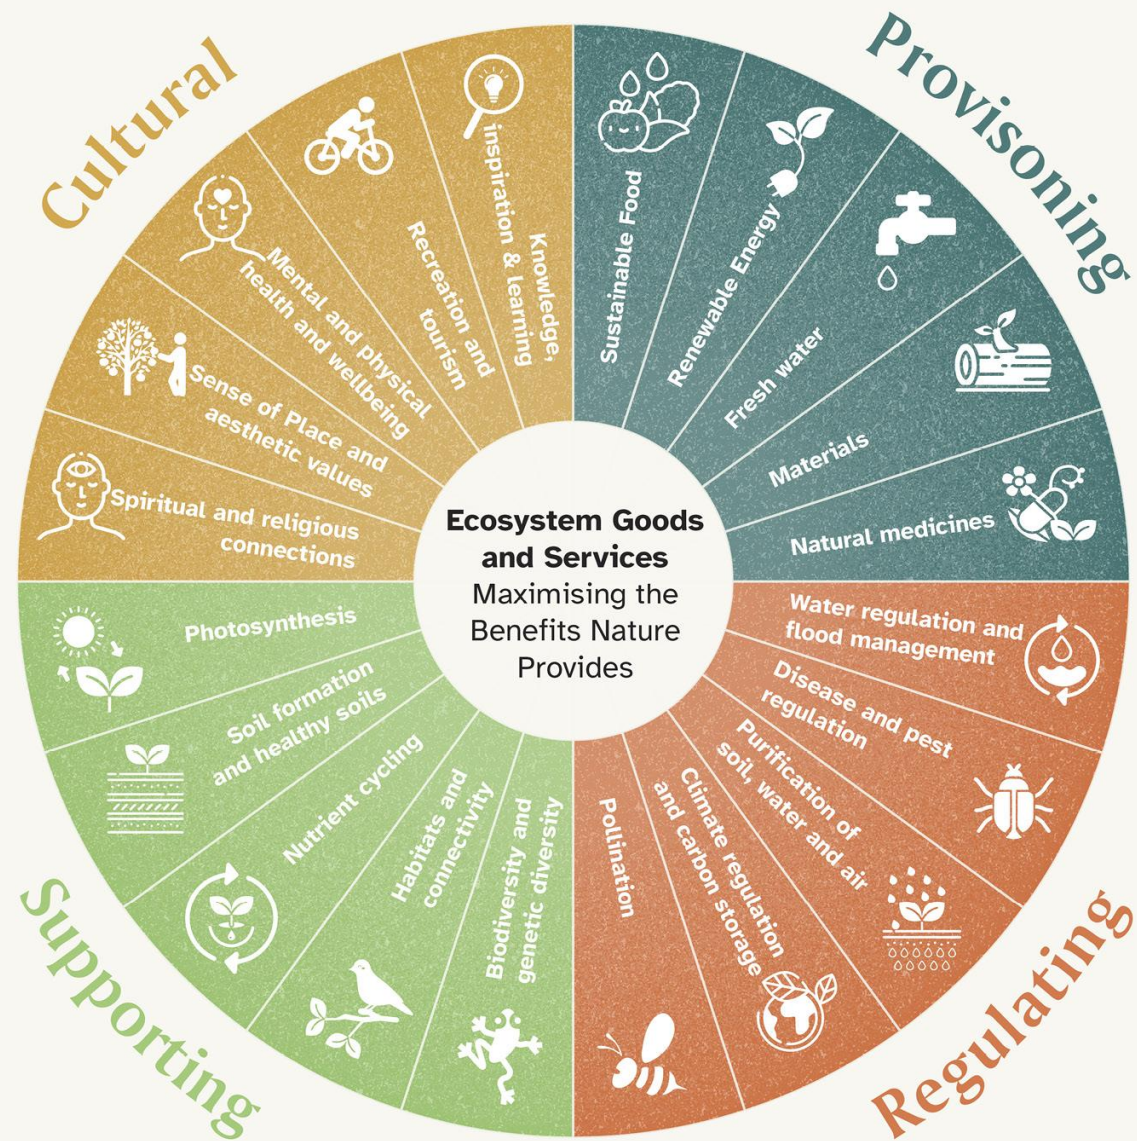 Cultural
Provisoning
Supporting
Regulating
Ecosystem Goods
and Services
Maximising the
Benefits Nature
Provides
Sustainable Food
Renewable Energy
Fresh water
Materials
Natural medicines
Water regulation and
flood management
Disease and pest
regulation
Purification of
soil, water and air
Climate regulation
and carbon storage
Pollination
Biodiversity and
genetic diversity
Habitats and
connectivity
Nutrient cycling
Soil formation
and healthy soils
Photosynthesis
Spiritual and religious
connections
Sense of Place and
aesthetic values
Mental and physical
health and wellbeing
Recreation and
tourism
Knowledge,
inspiration & learning